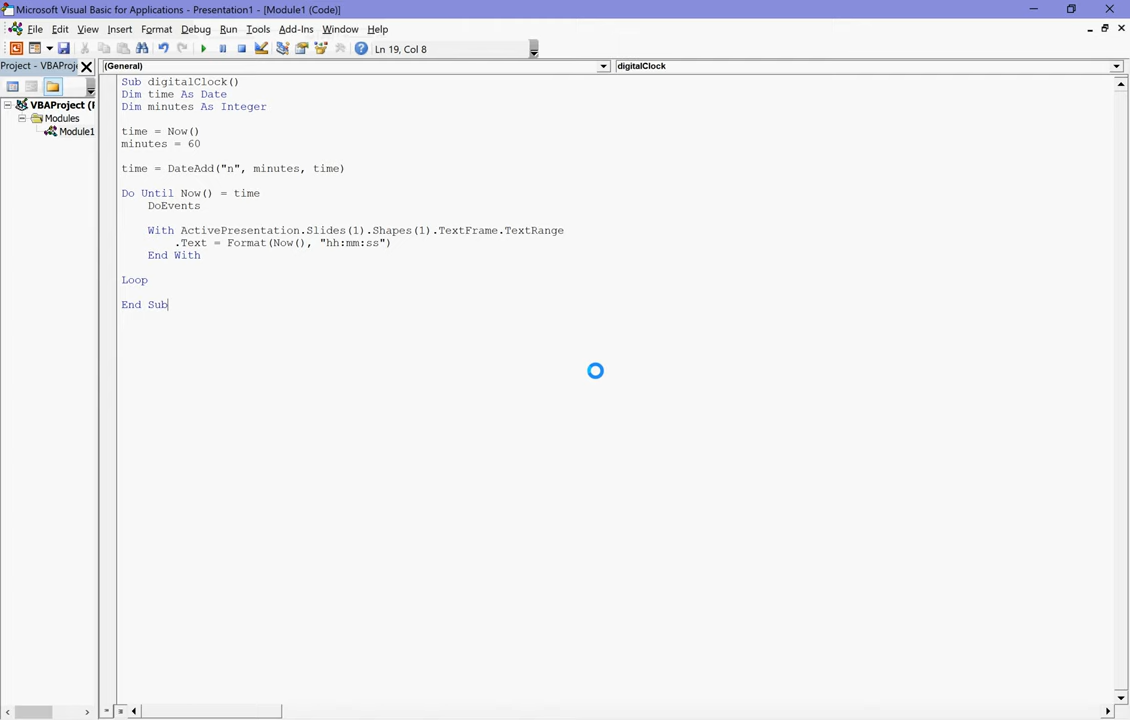 Microsoft Visual Basic for Applications - Presentation1 - [Module1 (Code)]
File Edit View Insert Format Debug Run Tools Add-Ins Window Help
Ln 19, Col 8
Project - VBAProj
(General)
digitalClock
VBAProject (
Modules
Module1
Sub digitalClock()
Dim time As Date
Dim minutes As Integer
time = Now()
minutes = 60
time = DateAdd("n", minutes, time)
Do Until Now() = time
DoEvents
With ActivePresentation.Slides(1).Shapes(1).TextFrame.TextRange
.Text = Format(Now(), "hh:mm:ss")
End With
Loop
End Sub